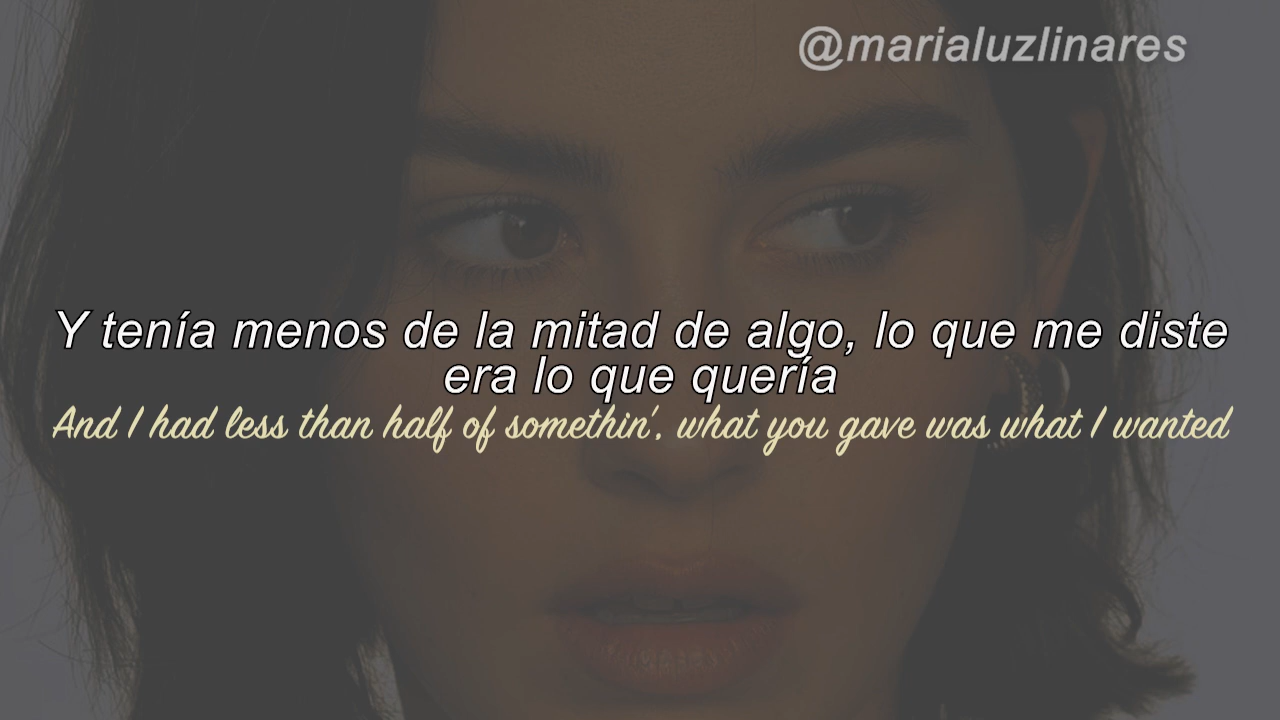 @marialuzlinares
Y tenía menos de la mitad de algo, lo que me diste
era lo que quería
And I had less than half of somethin', what you gave was what I wanted